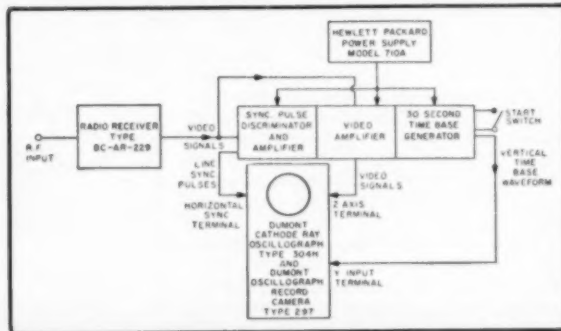 HEWLETT PACKARD
POWER SUPPLY
MODEL 710A
RADIO RECEIVER
TYPE
BC-AR-229
R F
INPUT
VIDEO
SIGNALS
SYNC. PULSE
DISCRIMINATOR
AND
AMPLIFIER
VIDEO
AMPLIFIER
30 SECOND
TIME BASE
GENERATOR
START
SWITCH
LINE
SYNC
PULSES
HORIZONTAL
SYNC
TERMINAL
VIDEO
SIGNALS
Z AXIS
TERMINAL
VERTICAL
TIME
BASE
WAVEFORM
DUMONT
CATHODE RAY
OSCILLOGRAPH
TYPE 304H
AND
DUMONT
OSCILLOGRAPH
RECORD
CAMERA
TYPE 297
Y INPUT
TERMINAL